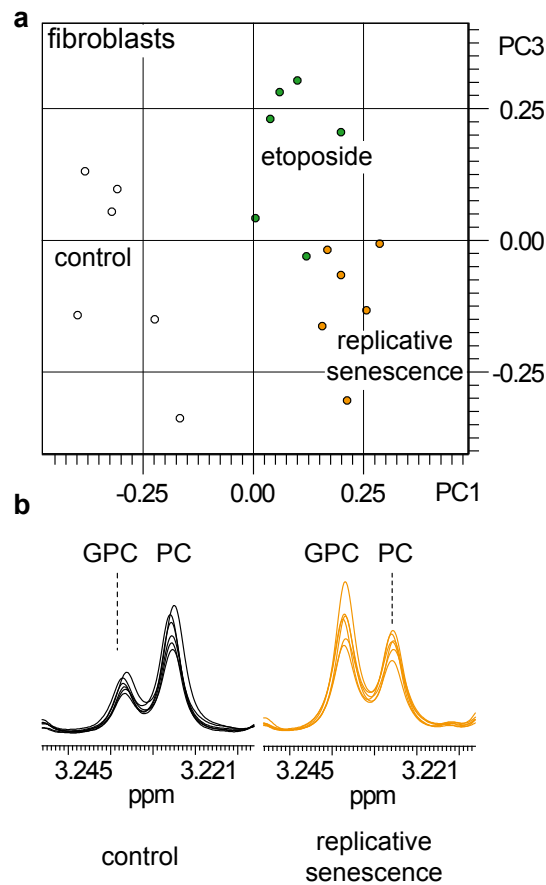 a
fibroblasts
PC3
0.25
etoposide
0.00
control
replicative
senescence
-0.25
-0.25 0.00 0.25 PC1
b
GPC PC GPC PC
3.245 3.221 3.245 3.221
ppm ppm
control replicative
senescence